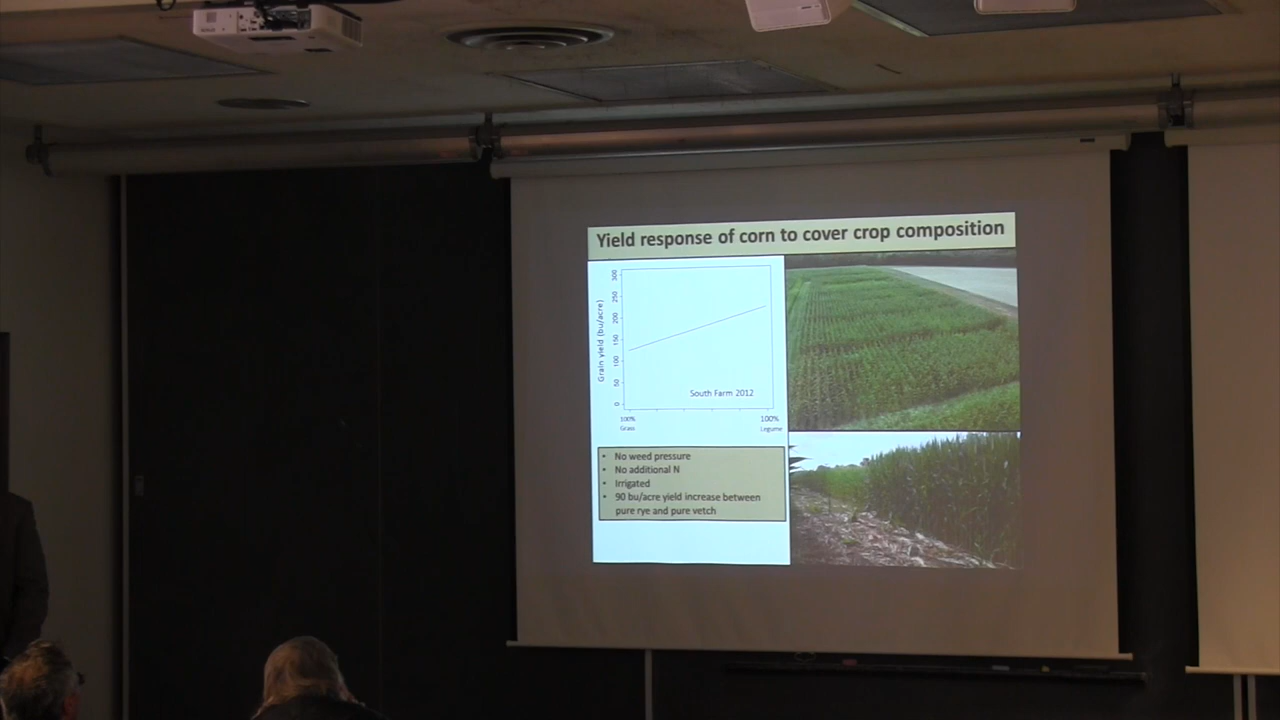 Yield response of corn to cover crop composition
Grain yield (bu/acre)
300
250
200
150
100
50
0
South Farm 2012
100%
Grass
100%
Legume
• No weed pressure
• No additional N
• Irrigated
• 90 bu/acre yield increase between
pure rye and pure vetch